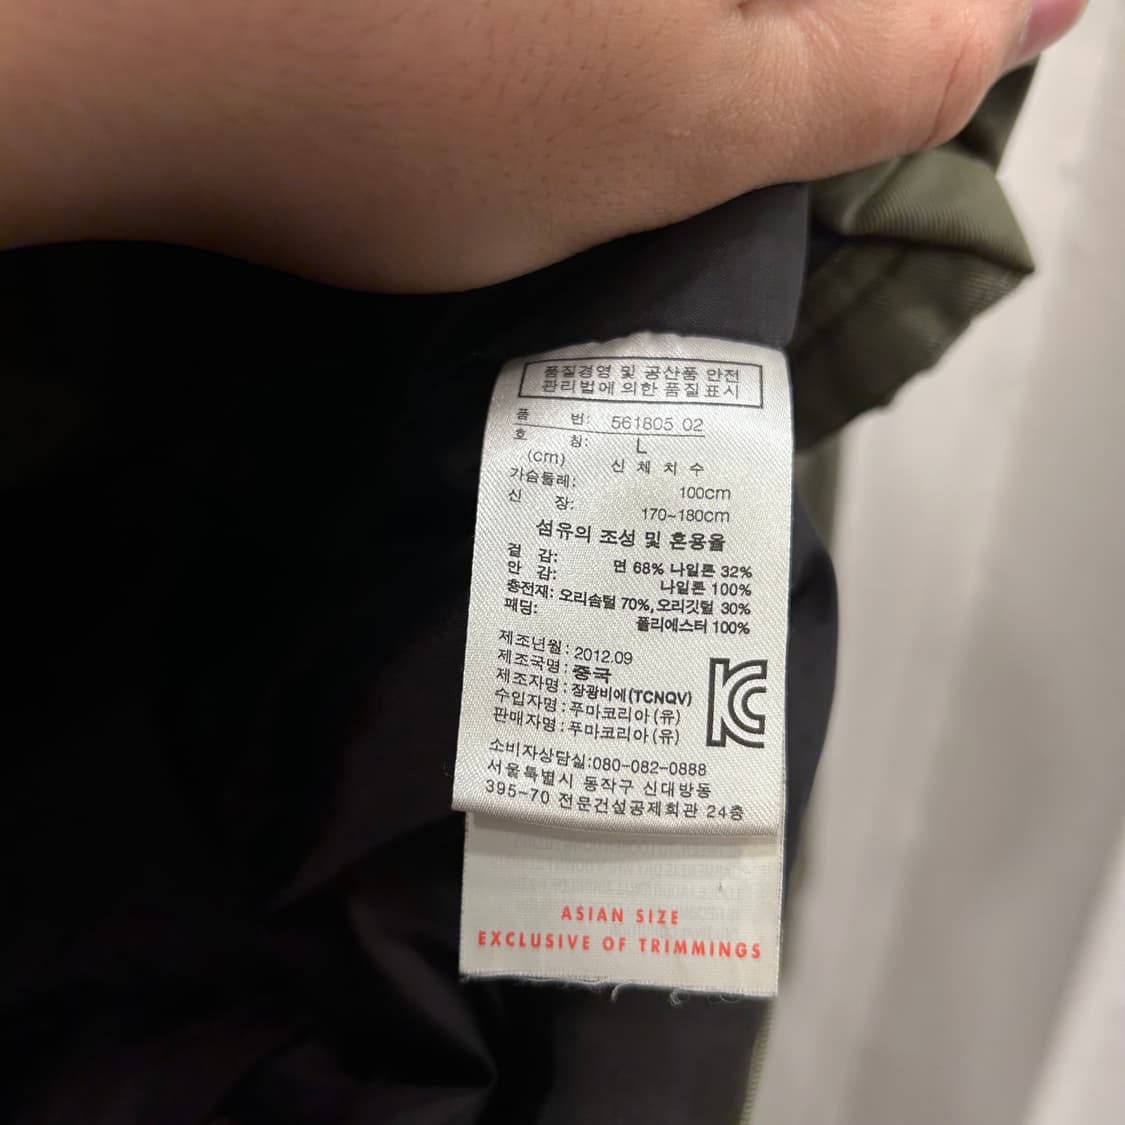 품질경영 및 공산품 안전
관리법에 의한 품질표시
품 번: 561805 02
호 칭: L
(cm) 신 체 치 수
가슴둘레: 100cm
신 장: 170~180cm
섬유의 조성 및 혼용율
겉 감: 면 68% 나일론 32%
안 감: 나일론 100%
충전재: 오리솜털 70%, 오리깃털 30%
패딩: 폴리에스터 100%
제조년월 : 2012.09
제조국명 : 중국
제조자명 : 장광비에(TCNQV)
수입자명 : 푸마코리아(유)
판매자명 : 푸마코리아(유)
소비자상담실:080-082-0888
서울특별시 동작구 신대방동
395-70 전문건설공제회관 24층
ASIAN SIZE
EXCLUSIVE OF TRIMMINGS